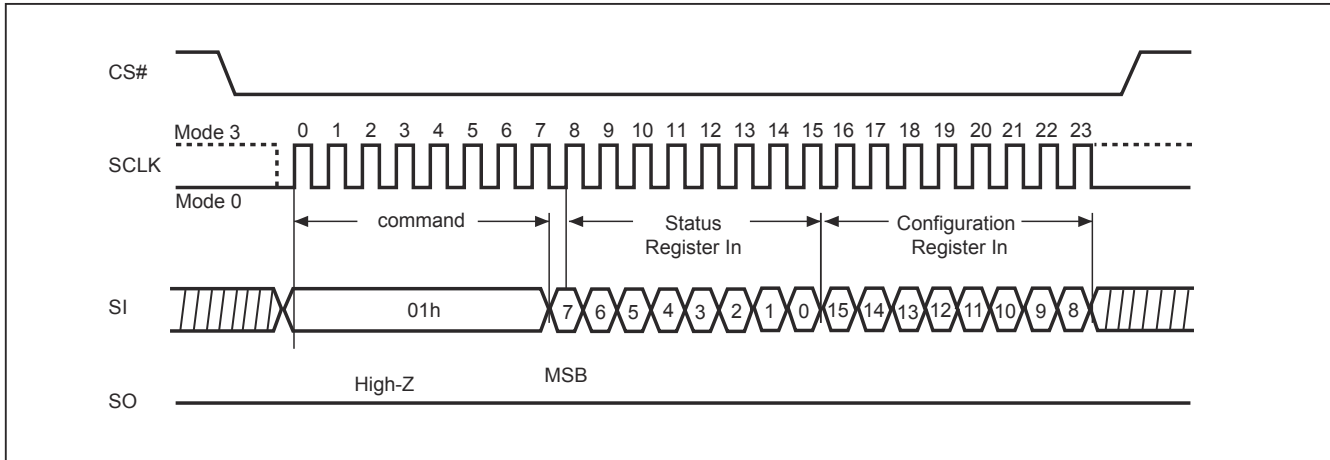 CS#
Mode 3
0 1 2 3 4 5 6 7 8 9 10 11 12 13 14 15 16 17 18 19 20 21 22 23
SCLK
Mode 0
command
Status
Register In
Configuration
Register In
SI
01h
7 6 5 4 3 2 1 0 15 14 13 12 11 10 9 8
High-Z
MSB
SO